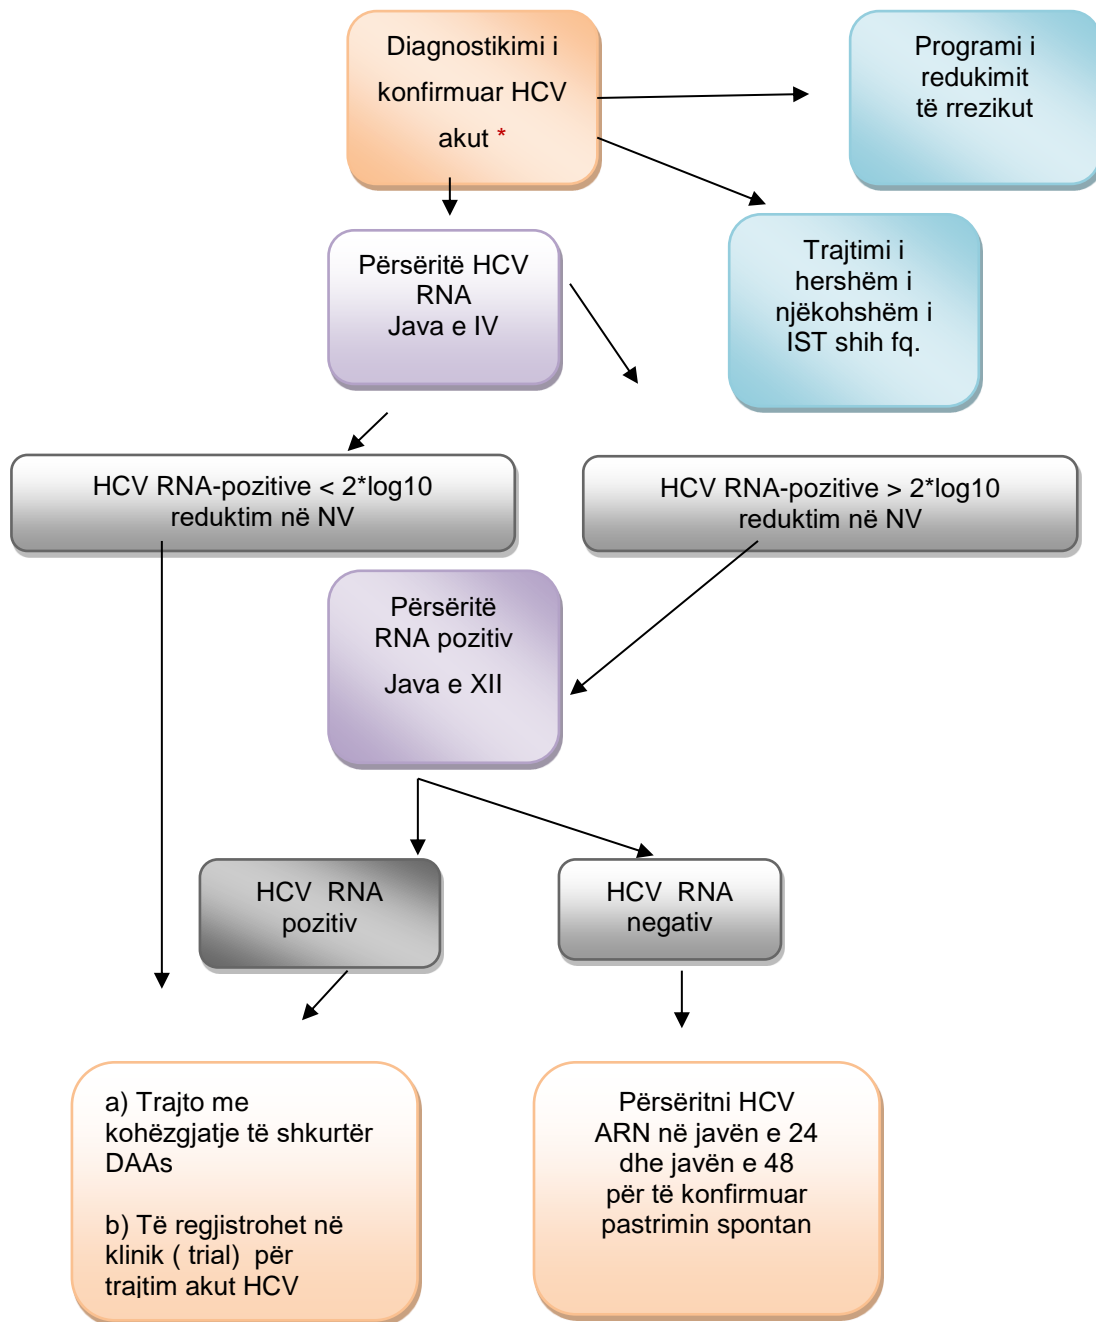 Diagnostikimi i
konfirmuar HCV
akut *
Programi i
redukimit
të rrezikut
Përsëritë HCV
RNA
Java e IV
Trajtimi i
hershëm i
njëkohshëm i
IST shih fq.
HCV RNA-pozitive < 2*log10
reduktim në NV
HCV RNA-pozitive > 2*log10
reduktim në NV
Përsëritë
RNA pozitiv
Java e XII
HCV RNA
pozitiv
HCV RNA
negativ
a) Trajto me
kohëzgjatje të shkurtër
DAAs
b) Të regjistrohet në
klinik ( trial) për
trajtim akut HCV
Përsëritni HCV
ARN në javën e 24
dhe javën e 48
për të konfirmuar
pastrimin spontan